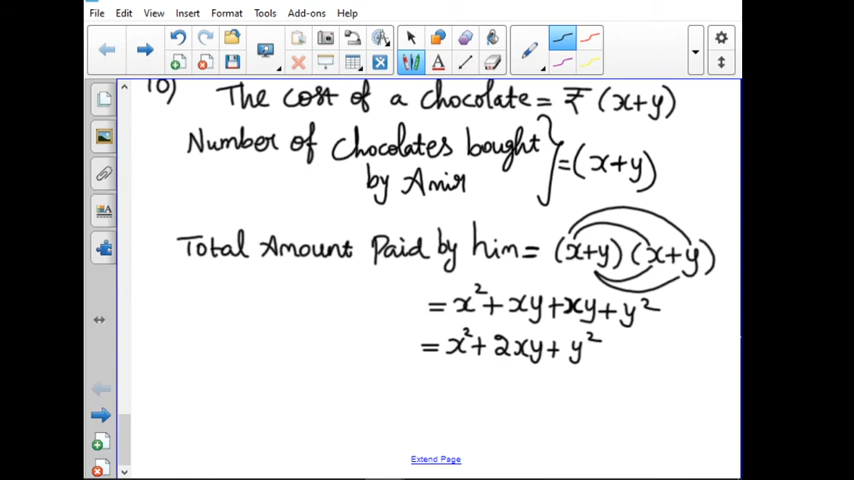 File Edit View Insert Format Tools Add-ons Help
10) The cost of a chocolate = ₹ (x+y)
Number of chocolates bought by Amir } = (x+y)
Total Amount Paid by him = (x+y) (x+y)
= x² + xy + xy + y²
= x² + 2xy + y²
Extend Page